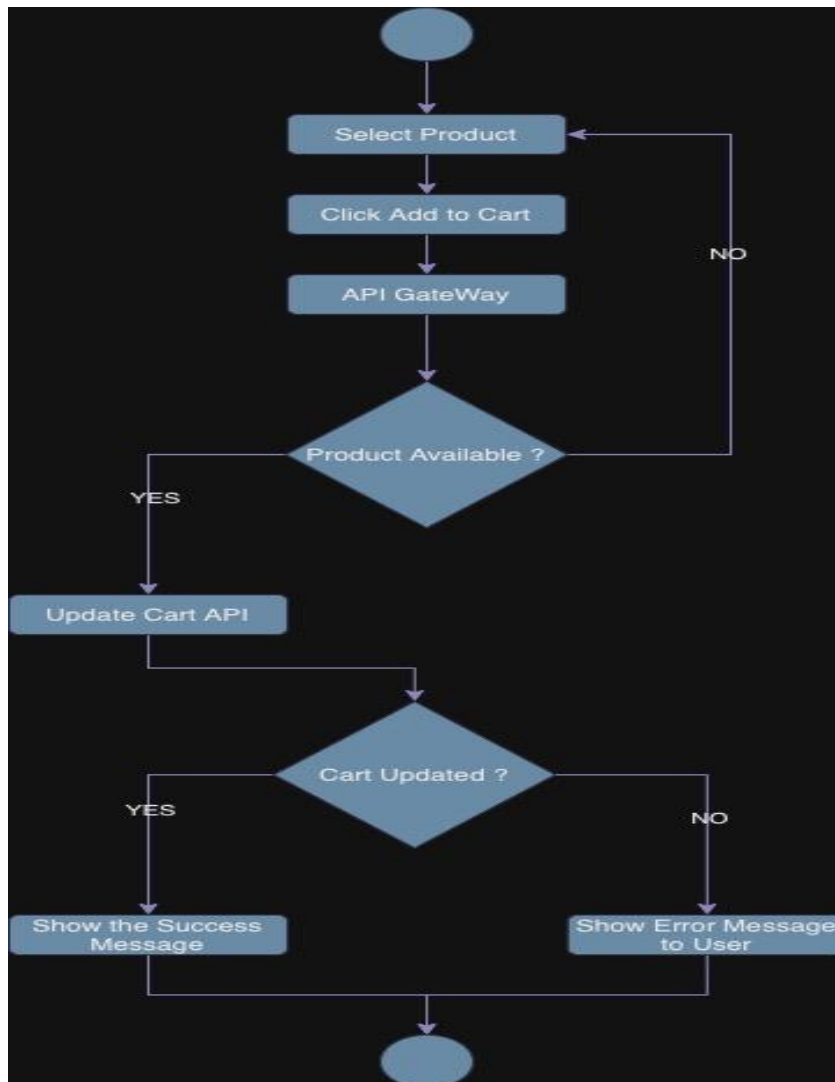 Select Product
Click Add to Cart
NO
API GateWay
Product Available ?
YES
Update Cart API
Cart Updated ?
YES
NO
Show the Success
Message
Show Error Message
to User